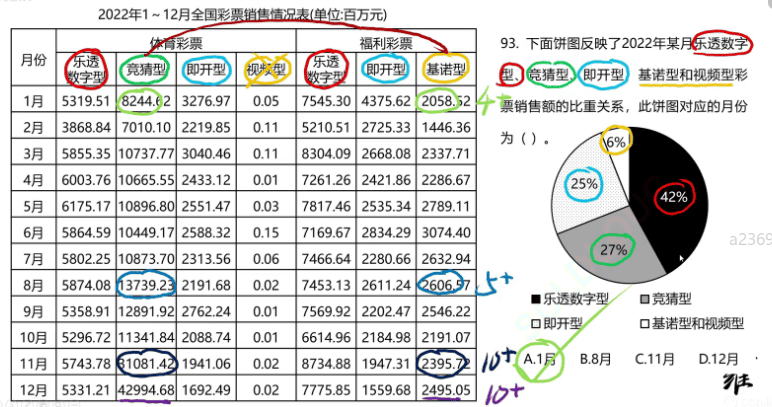 2022年1～12月全国彩票销售情况表(单位:百万元)
月份 体育彩票 福利彩票
乐透数字型 竞猜型 即开型 视频型 乐透数字型 即开型 基诺型
1月 5319.51 8244.62 3276.97 0.05 7545.30 4375.62 2058.52
2月 3868.84 7010.10 2219.85 0.11 5210.51 2725.33 1446.36
3月 5855.35 10737.77 3040.46 0.11 8304.09 2668.08 2337.71
4月 6003.76 10665.55 2433.12 0.01 7261.26 2421.86 2286.67
5月 6175.17 10896.80 2551.47 0.03 7817.46 2535.34 2789.11
6月 5864.59 10449.17 2588.32 0.15 7169.67 2834.29 3074.40
7月 5802.25 10873.70 2313.56 0.06 7466.64 2280.66 2632.94
8月 5874.08 13739.23 2191.68 0.02 7453.13 2611.24 2606.57
9月 5358.91 12891.92 2762.24 0.01 7569.92 2202.47 2546.22
10月 5296.72 11341.84 2088.74 0.01 6614.96 2184.98 2191.07
11月 5743.78 31081.42 1941.06 0.02 8734.88 1947.31 2395.72
12月 5331.21 42994.68 1692.49 0.02 7775.85 1559.68 2495.05
4+
5+
10+
10+
93. 下面饼图反映了2022年某月乐透数字
型、竞猜型、即开型、基诺型和视频型彩
票销售额的比重关系，此饼图对应的月份
为（ ）。
6%
25%
42%
27%
乐透数字型 竞猜型
即开型 基诺型和视频型
A.1月 B.8月 C.11月 D.12月
a2369